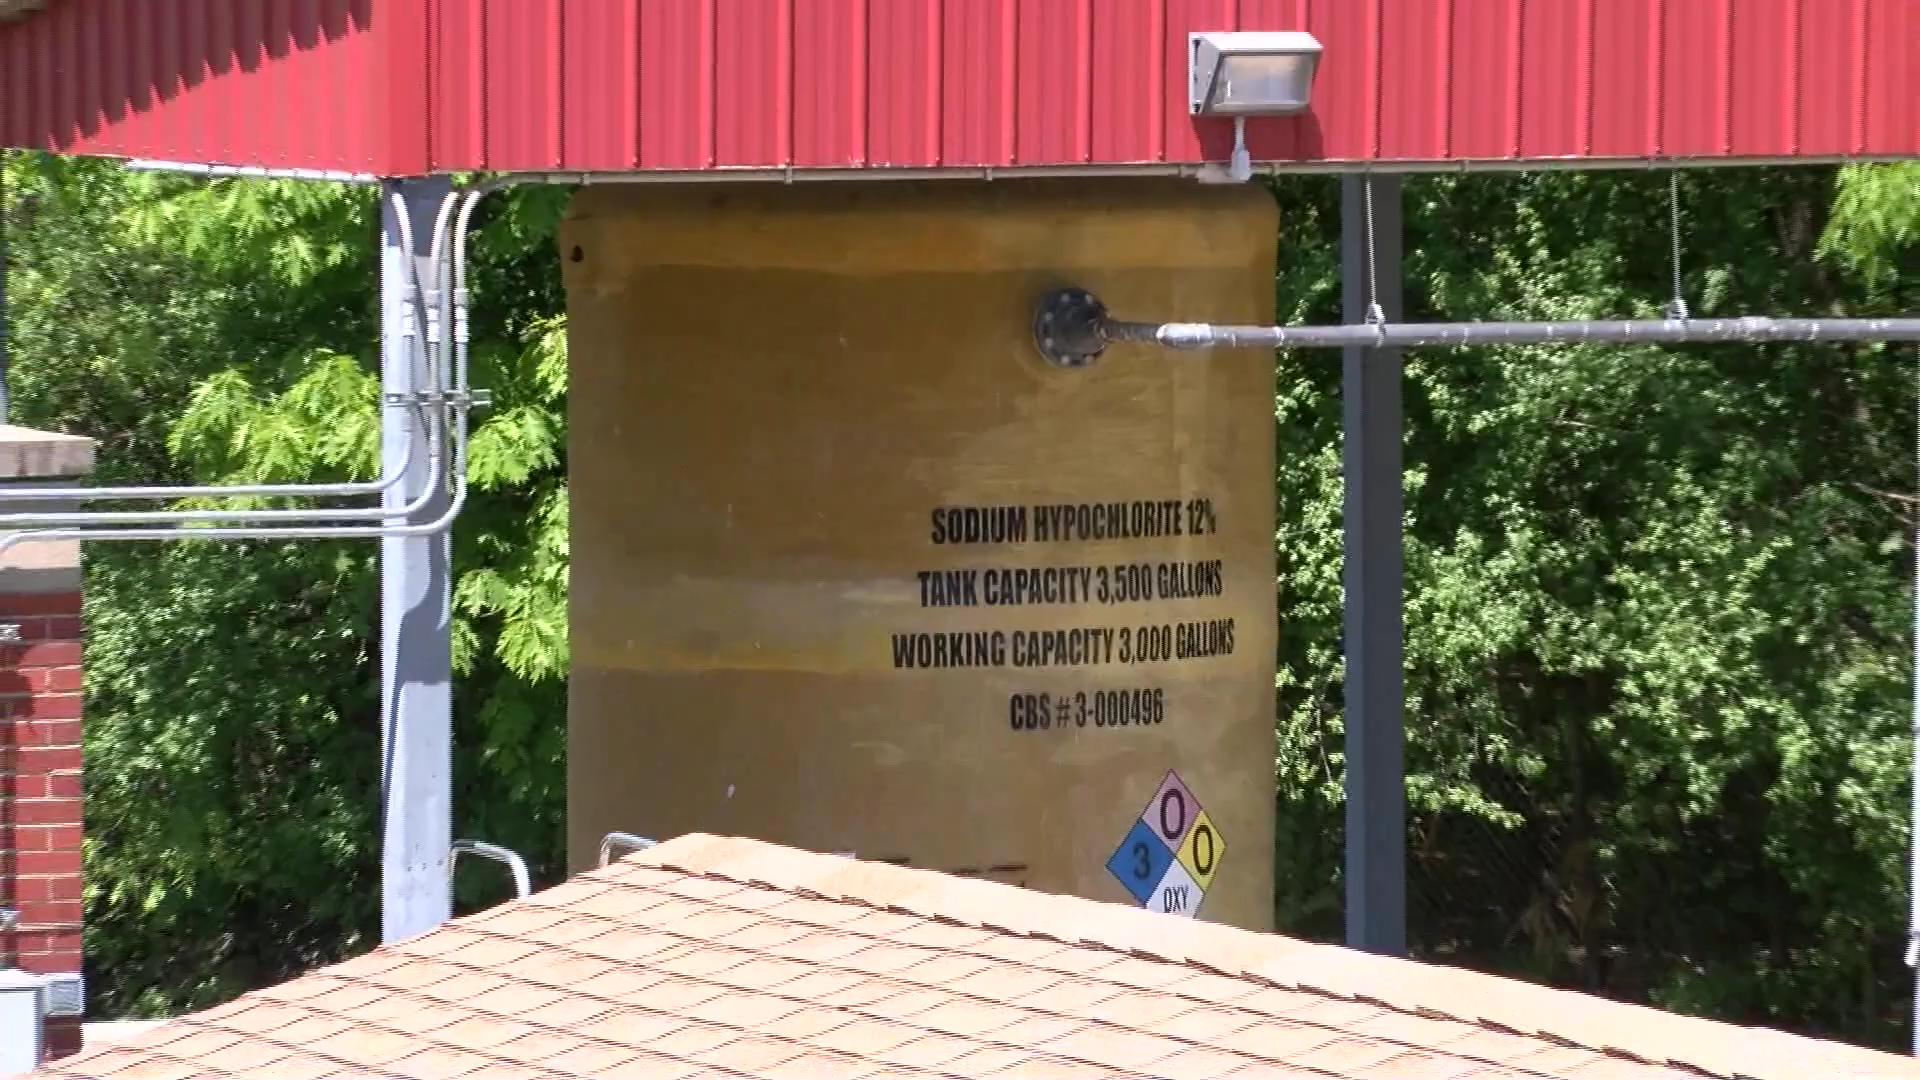 SODIUM HYPOCHLORITE 12%
TANK CAPACITY 3,500 GALLONS
WORKING CAPACITY 3,000 GALLONS
CBS # 3-000496
0
3 0
OXY